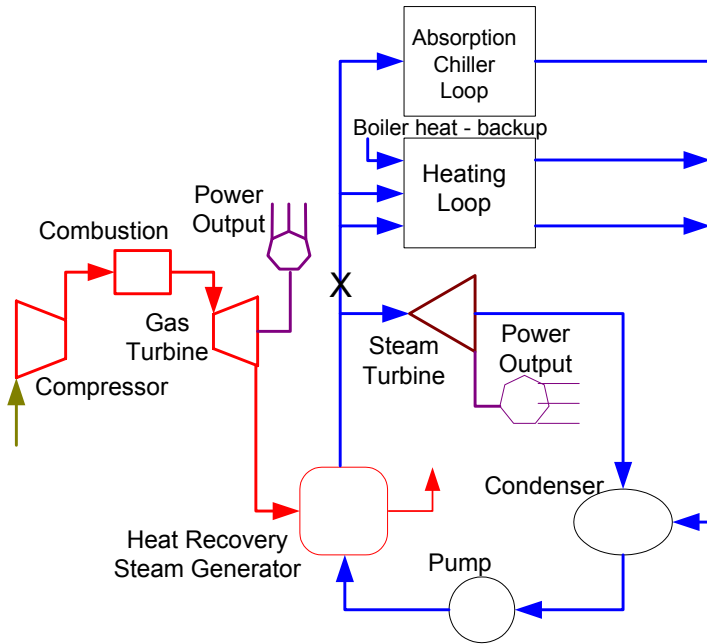 Absorption
Chiller
Loop
Boiler heat - backup
Heating
Loop
Power
Output
Combustion
Gas
Turbine
Compressor
X
Steam
Turbine
Power
Output
Condenser
Heat Recovery
Steam Generator
Pump